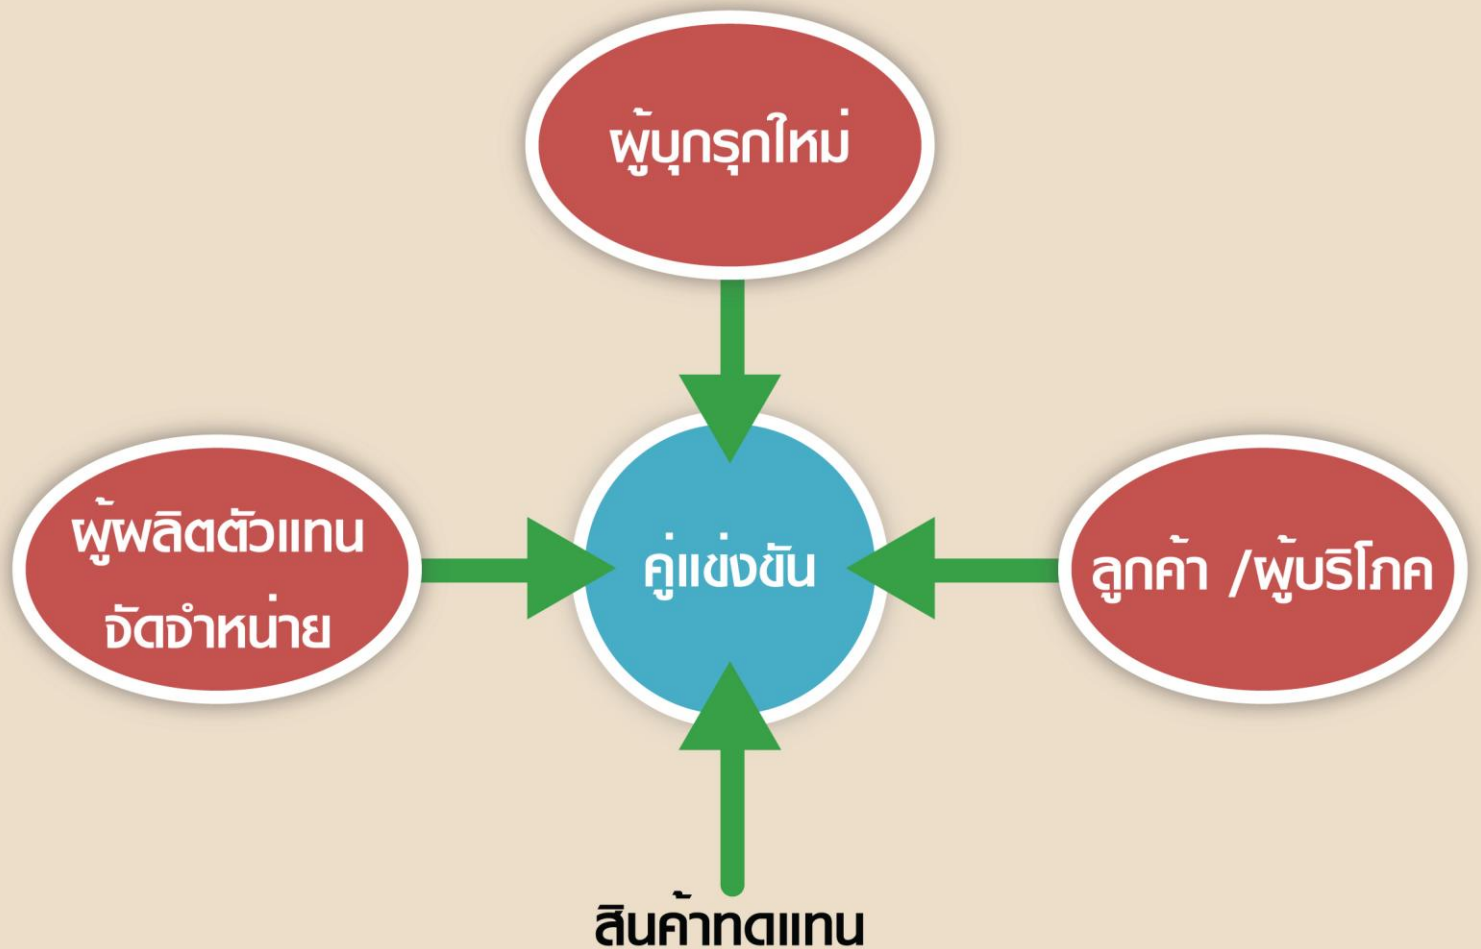 ผู้บุกรุกใหม่
ผู้ผลิตตัวแทน
จัดจำหน่าย
คู่แข่งขัน
ลูกค้า /ผู้บริโภค
สินค้าทดแทน